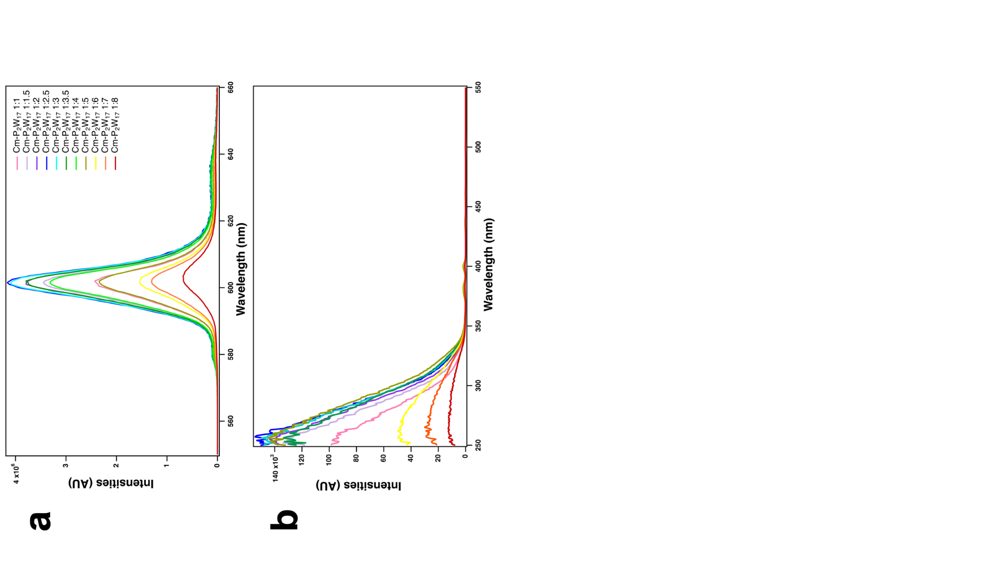 a
4 x10⁶
3
2
1
0
Intensities (AU)
560
580
600
620
640
660
Wavelength (nm)
Cm-P₂W₁₇ 1:1
Cm-P₂W₁₇ 1:1.5
Cm-P₂W₁₇ 1:2
Cm-P₂W₁₇ 1:2.5
Cm-P₂W₁₇ 1:3
Cm-P₂W₁₇ 1:3.5
Cm-P₂W₁₇ 1:4
Cm-P₂W₁₇ 1:5
Cm-P₂W₁₇ 1:6
Cm-P₂W₁₇ 1:7
Cm-P₂W₁₇ 1:8
b
140 x10³
120
100
80
60
40
20
0
Intensities (AU)
250
300
350
400
450
500
550
Wavelength (nm)